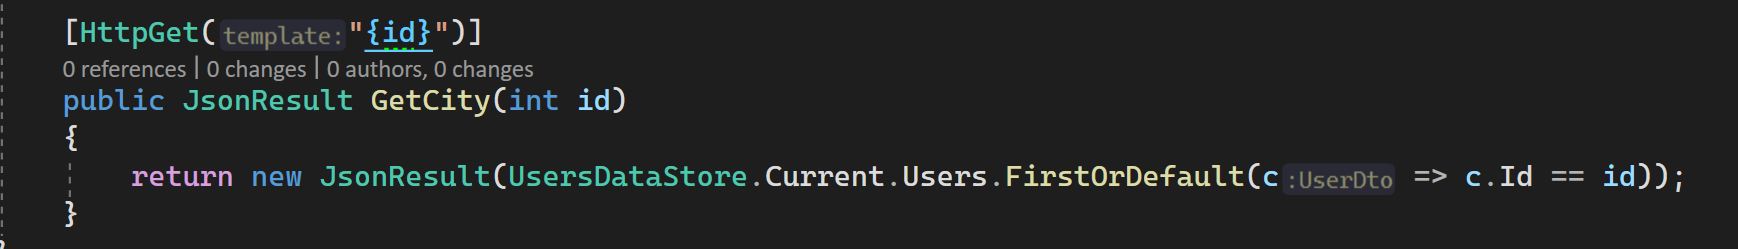 [HttpGet(template:"{id}")]
0 references | 0 changes | 0 authors, 0 changes
public JsonResult GetCity(int id)
{
return new JsonResult(UsersDataStore.Current.Users.FirstOrDefault(c:UserDto => c.Id == id));
}